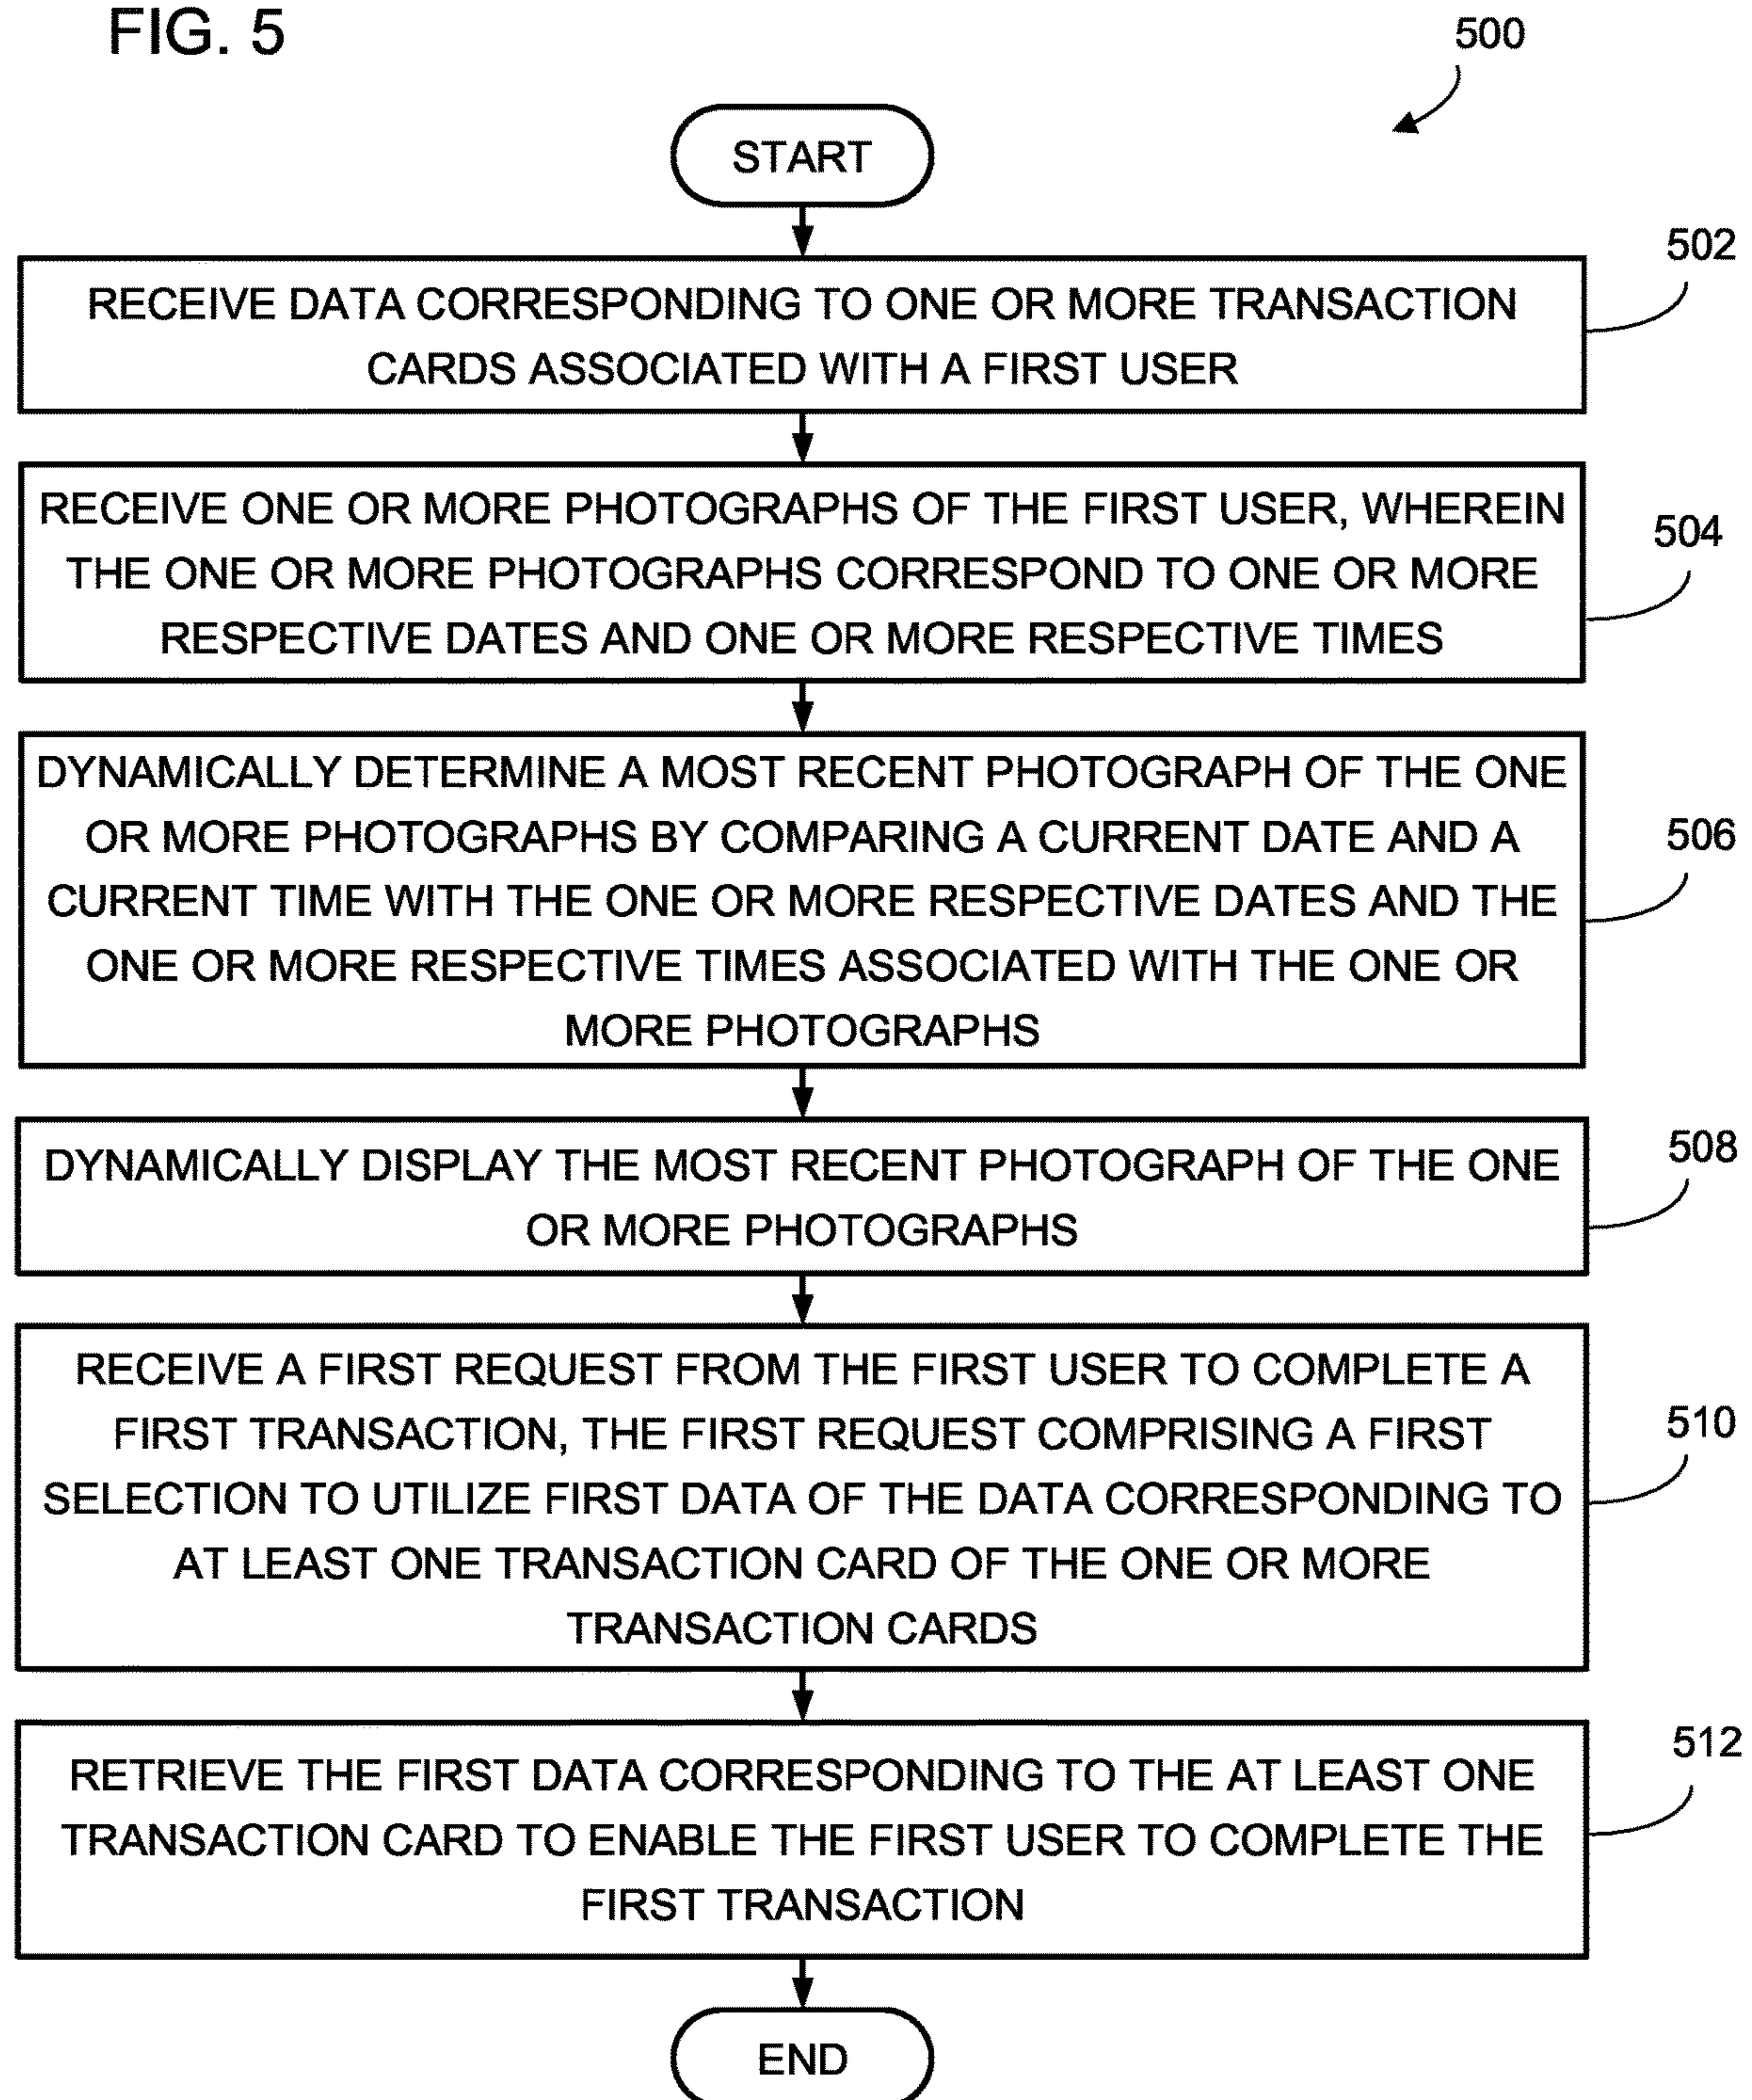 FIG. 5
500
START
502
RECEIVE DATA CORRESPONDING TO ONE OR MORE TRANSACTION
CARDS ASSOCIATED WITH A FIRST USER
504
RECEIVE ONE OR MORE PHOTOGRAPHS OF THE FIRST USER, WHEREIN
THE ONE OR MORE PHOTOGRAPHS CORRESPOND TO ONE OR MORE
RESPECTIVE DATES AND ONE OR MORE RESPECTIVE TIMES
506
DYNAMICALLY DETERMINE A MOST RECENT PHOTOGRAPH OF THE ONE
OR MORE PHOTOGRAPHS BY COMPARING A CURRENT DATE AND A
CURRENT TIME WITH THE ONE OR MORE RESPECTIVE DATES AND THE
ONE OR MORE RESPECTIVE TIMES ASSOCIATED WITH THE ONE OR
MORE PHOTOGRAPHS
508
DYNAMICALLY DISPLAY THE MOST RECENT PHOTOGRAPH OF THE ONE
OR MORE PHOTOGRAPHS
510
RECEIVE A FIRST REQUEST FROM THE FIRST USER TO COMPLETE A
FIRST TRANSACTION, THE FIRST REQUEST COMPRISING A FIRST
SELECTION TO UTILIZE FIRST DATA OF THE DATA CORRESPONDING TO
AT LEAST ONE TRANSACTION CARD OF THE ONE OR MORE
TRANSACTION CARDS
512
RETRIEVE THE FIRST DATA CORRESPONDING TO THE AT LEAST ONE
TRANSACTION CARD TO ENABLE THE FIRST USER TO COMPLETE THE
FIRST TRANSACTION
END